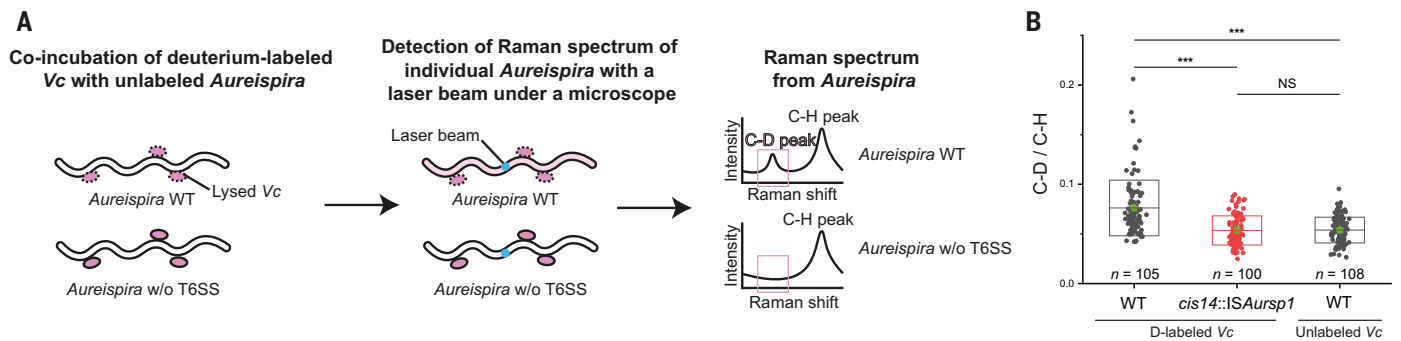 A
Co-incubation of deuterium-labeled
Vc with unlabeled Aureispira
Lysed Vc
Aureispira WT
Aureispira w/o T6SS
Detection of Raman spectrum of
individual Aureispira with a
laser beam under a microscope
Laser beam
Aureispira WT
Aureispira w/o T6SS
Raman spectrum
from Aureispira
C-H peak
C-D peak
Intensity
Raman shift
Aureispira WT
C-H peak
Intensity
Raman shift
Aureispira w/o T6SS
B
***
***
NS
C-D / C-H
0.2
0.1
0.0
n = 105
n = 100
n = 108
WT
cis14::ISAursp1
WT
D-labeled Vc
Unlabeled Vc